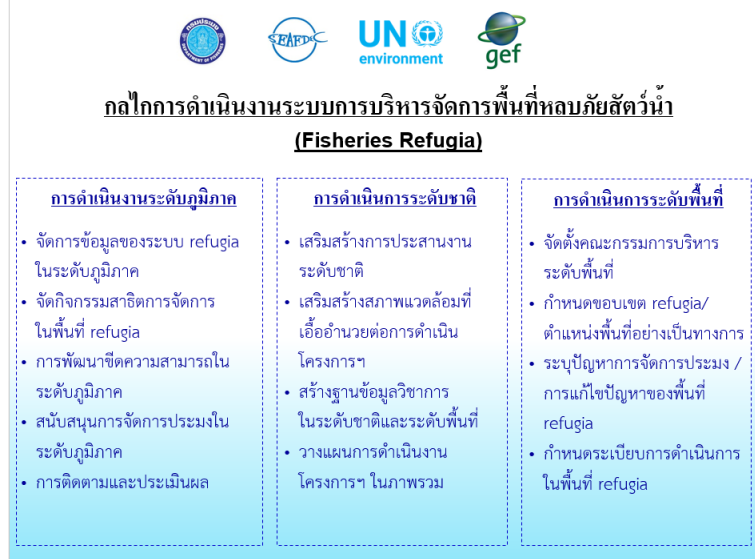 กรมประมง
DEPARTMENT OF FISHERIES
SEAFDEC
UN
environment
gef
กลไกการดำเนินงานระบบการบริหารจัดการพื้นที่หลบภัยสัตว์น้ำ
(Fisheries Refugia)
การดำเนินงานระดับภูมิภาค
• จัดการข้อมูลของระบบ refugia
ในระดับภูมิภาค
• จัดกิจกรรมสาธิตการจัดการ
ในพื้นที่ refugia
• การพัฒนาขีดความสามารถใน
ระดับภูมิภาค
• สนับสนุนการจัดการประมงใน
ระดับภูมิภาค
• การติดตามและประเมินผล
การดำเนินการระดับชาติ
• เสริมสร้างการประสานงาน
ระดับชาติ
• เสริมสร้างสภาพแวดล้อมที่
เอื้ออำนวยต่อการดำเนิน
โครงการฯ
• สร้างฐานข้อมูลวิชาการ
ในระดับชาติและระดับพื้นที่
• วางแผนการดำเนินงาน
โครงการฯ ในภาพรวม
การดำเนินการระดับพื้นที่
• จัดตั้งคณะกรรมการบริหาร
ระดับพื้นที่
• กำหนดขอบเขต refugia/
ตำแหน่งพื้นที่อย่างเป็นทางการ
• ระบุปัญหาการจัดการประมง /
การแก้ไขปัญหาของพื้นที่
refugia
• กำหนดระเบียบการดำเนินการ
ในพื้นที่ refugia